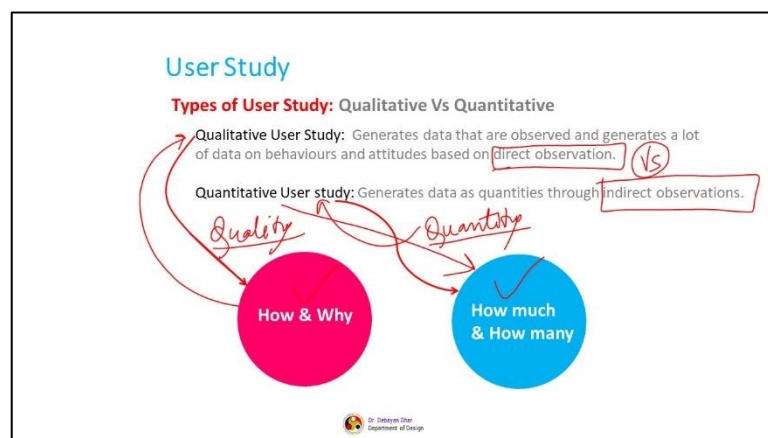 User Study
Types of User Study: Qualitative Vs Quantitative
Qualitative User Study: Generates data that are observed and generates a lot
of data on behaviours and attitudes based on direct observation.
VS
Quantitative User study: Generates data as quantities through indirect observations.
Quality
Quantity
How & Why
How much
& How many
Dr. Debayan Dhar
Department of Design